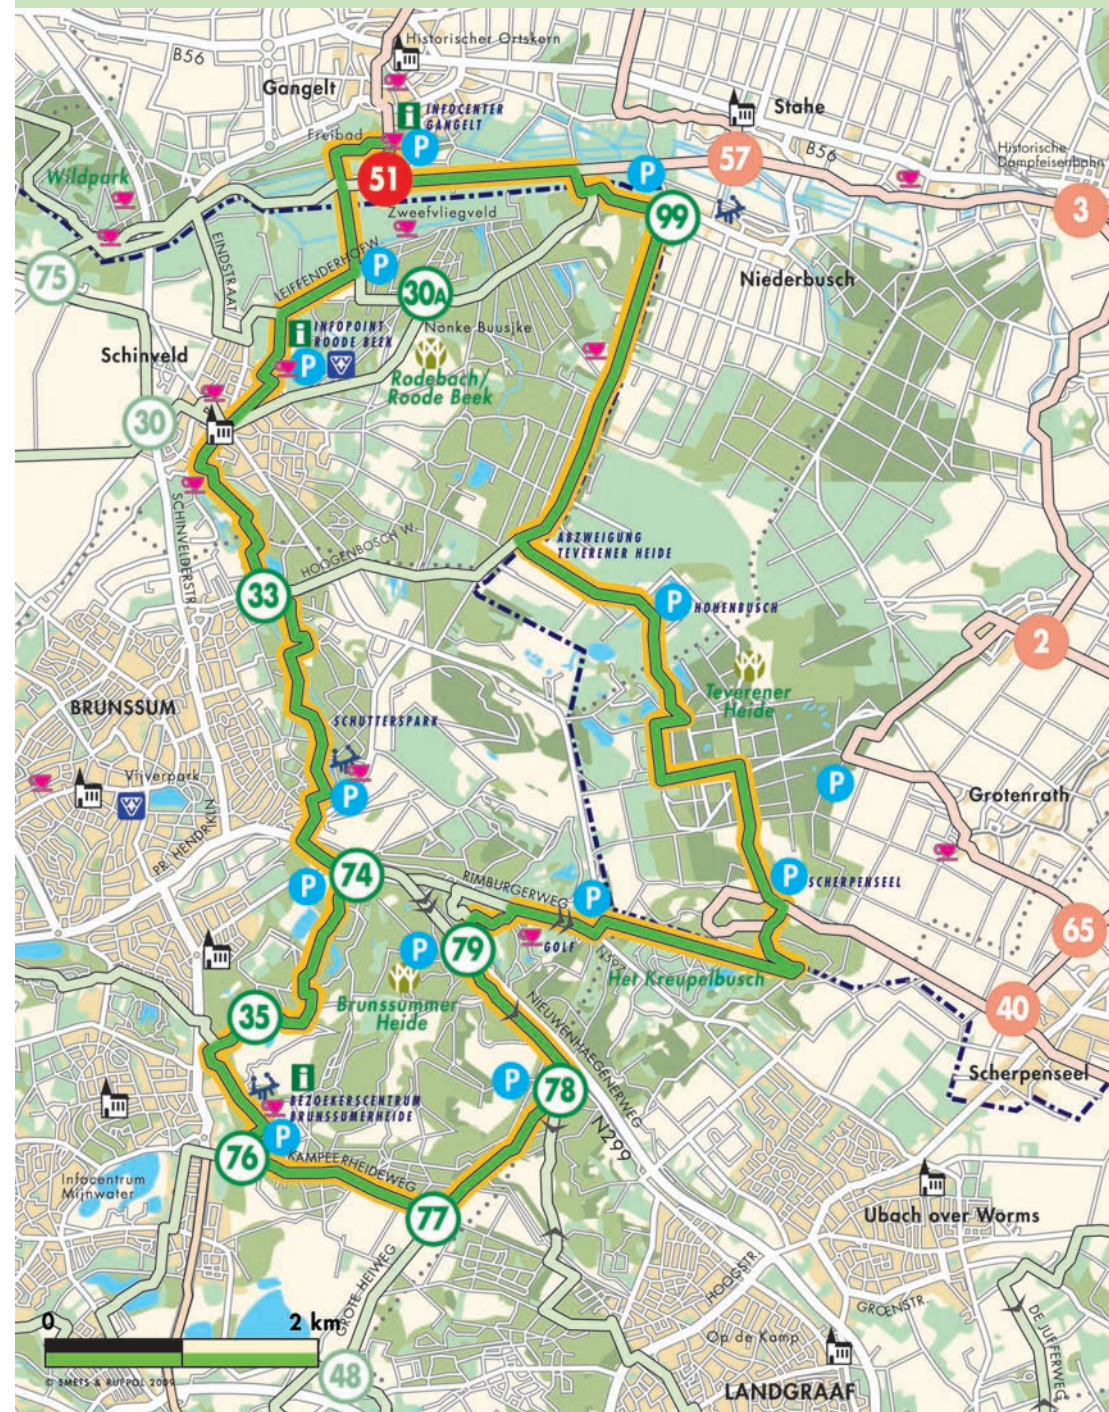 B56
Historischer Ortskern
Gangelt
INFOCENTER
GANGELT
Stahe
Freibad
P
51
57
B56
Historische
Dampfeisenbahn
Wildpark
P
99
3
Zweefvliegveld
EINDSTRAAT
75
LEIFFENDERHOFW.
P
30A
Niederbusch
Nonke Buusjke
INFOPOINT
ROODE BEEK
P
Schinveld
Rodebach/
Roode Beek
30
SCHINVELDERSTR.
HOOGENBOSCH W.
ABZWEIGUNG
TEVERENER HEIDE
33
P
HOHENBUSCH
2
Teverener
Heide
BRUNSSUM
SCHUTTERSPARK
Vijverpark
P
P
Grotenrath
PR. HENDRIKLN
74
P
RIMBURGERWEG
P
P
SCHERPENSEEL
65
P
79
GOLF
Het Kreupelbusch
Brunssummer
Heide
35
40
NIEUWENHAEGENERWEG
P
78
Scherpenseel
BEZOEKERSCENTRUM
BRUNSSUMERHEIDE
P
N299
76
KAMPEERHEIDEWEG
Infocentrum
Mijnwater
77
Ubach over Worms
GROTE HEIWEG
HOOGSTR.
GROENSTR.
0
2 km
Op de Kamp
DE JUFFERWEG
48
© SMETS & RUPPOL 2009
LANDGRAAF